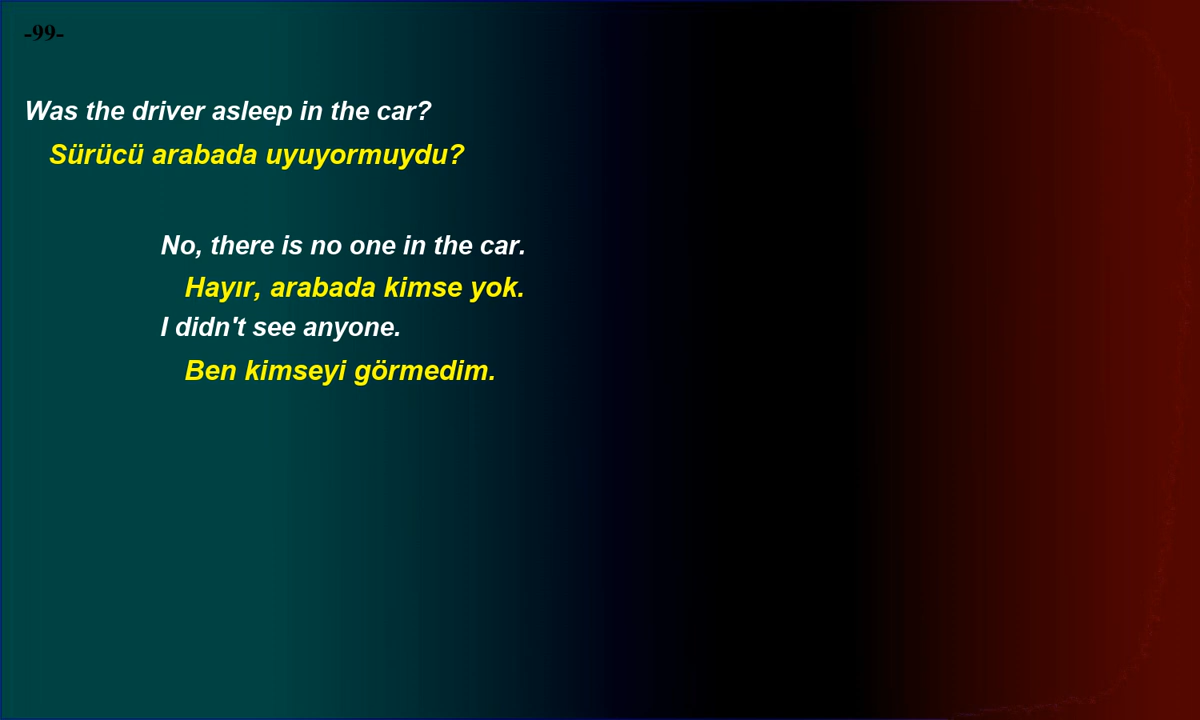 -99-
Was the driver asleep in the car?
Sürücü arabada uyuyormuydu?
No, there is no one in the car.
Hayır, arabada kimse yok.
I didn't see anyone.
Ben kimseyi görmedim.